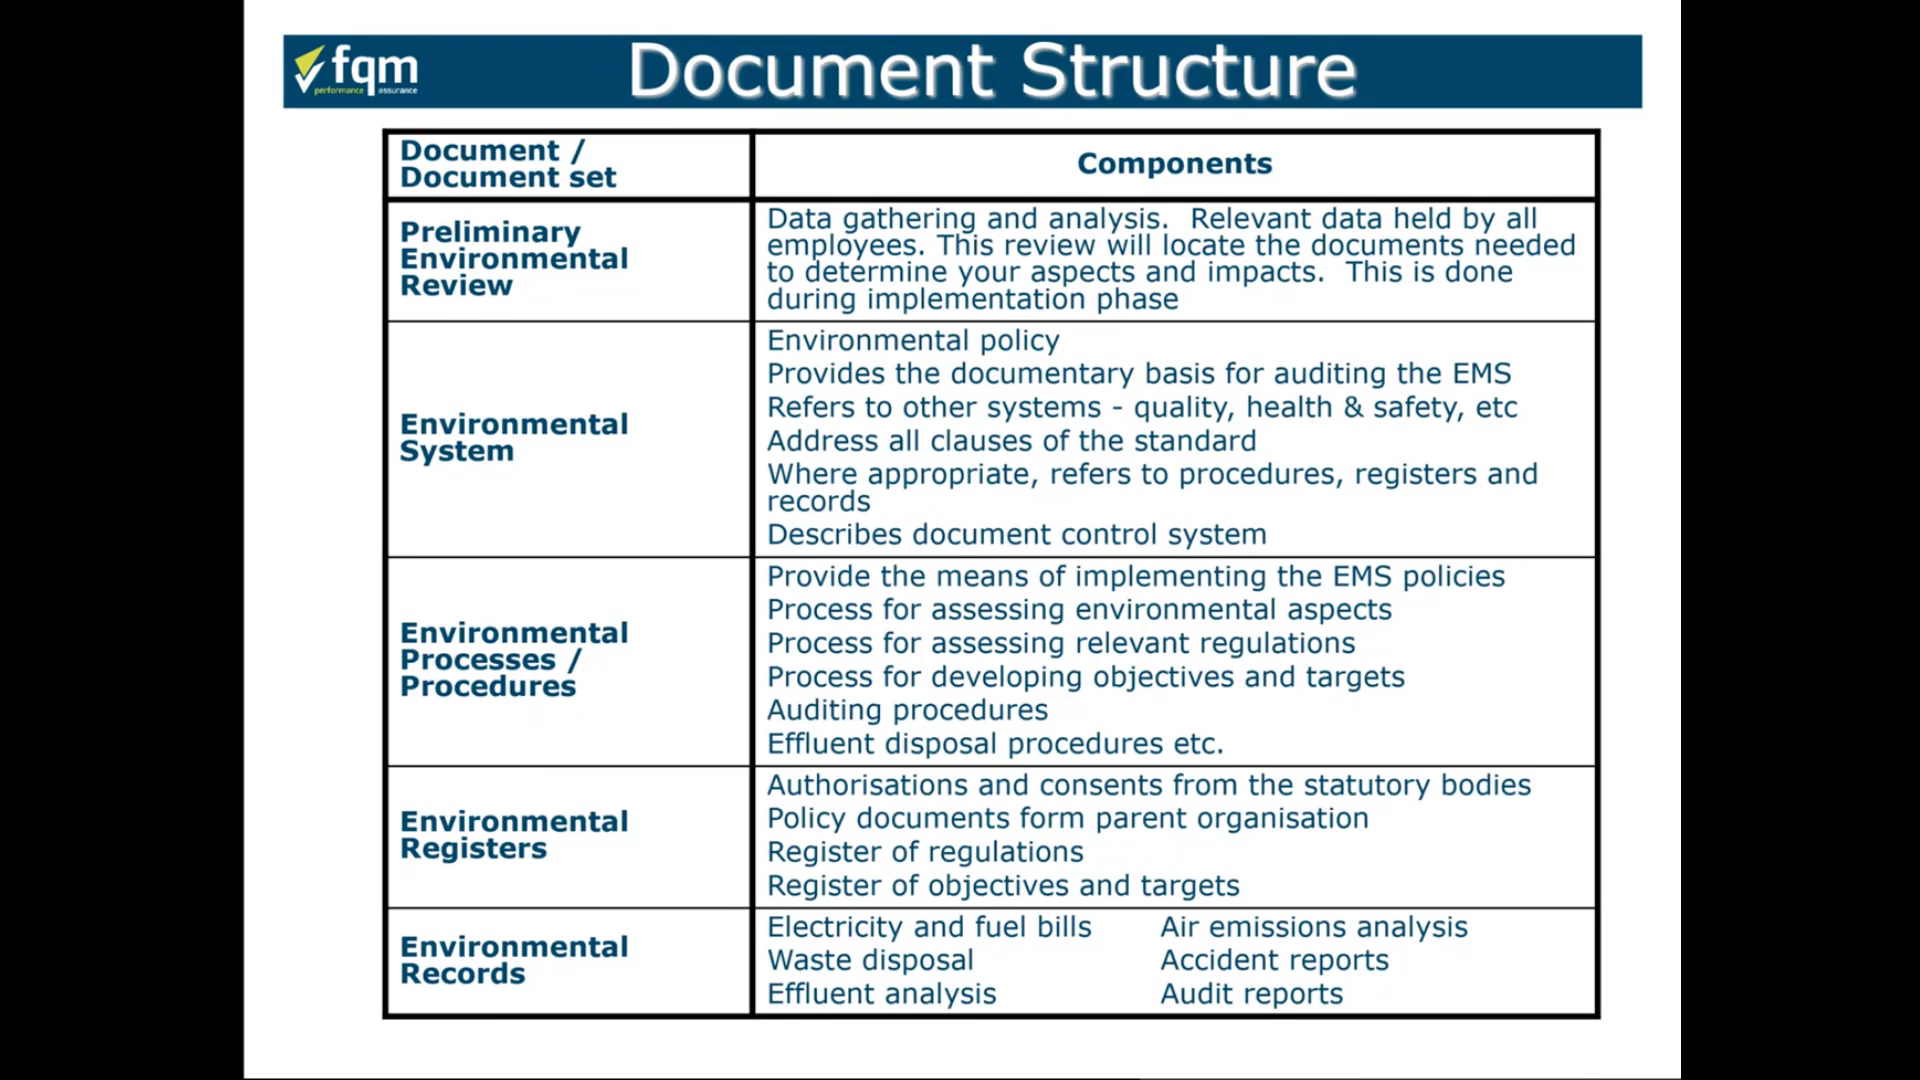 fqm
performance assurance
Document Structure
Document /
Document set
Components
Preliminary
Environmental
Review
Data gathering and analysis.  Relevant data held by all
employees. This review will locate the documents needed
to determine your aspects and impacts.  This is done
during implementation phase
Environmental
System
Environmental policy
Provides the documentary basis for auditing the EMS
Refers to other systems - quality, health & safety, etc
Address all clauses of the standard
Where appropriate, refers to procedures, registers and
records
Describes document control system
Environmental
Processes /
Procedures
Provide the means of implementing the EMS policies
Process for assessing environmental aspects
Process for assessing relevant regulations
Process for developing objectives and targets
Auditing procedures
Effluent disposal procedures etc.
Environmental
Registers
Authorisations and consents from the statutory bodies
Policy documents form parent organisation
Register of regulations
Register of objectives and targets
Environmental
Records
Electricity and fuel bills Air emissions analysis
Waste disposal Accident reports
Effluent analysis Audit reports